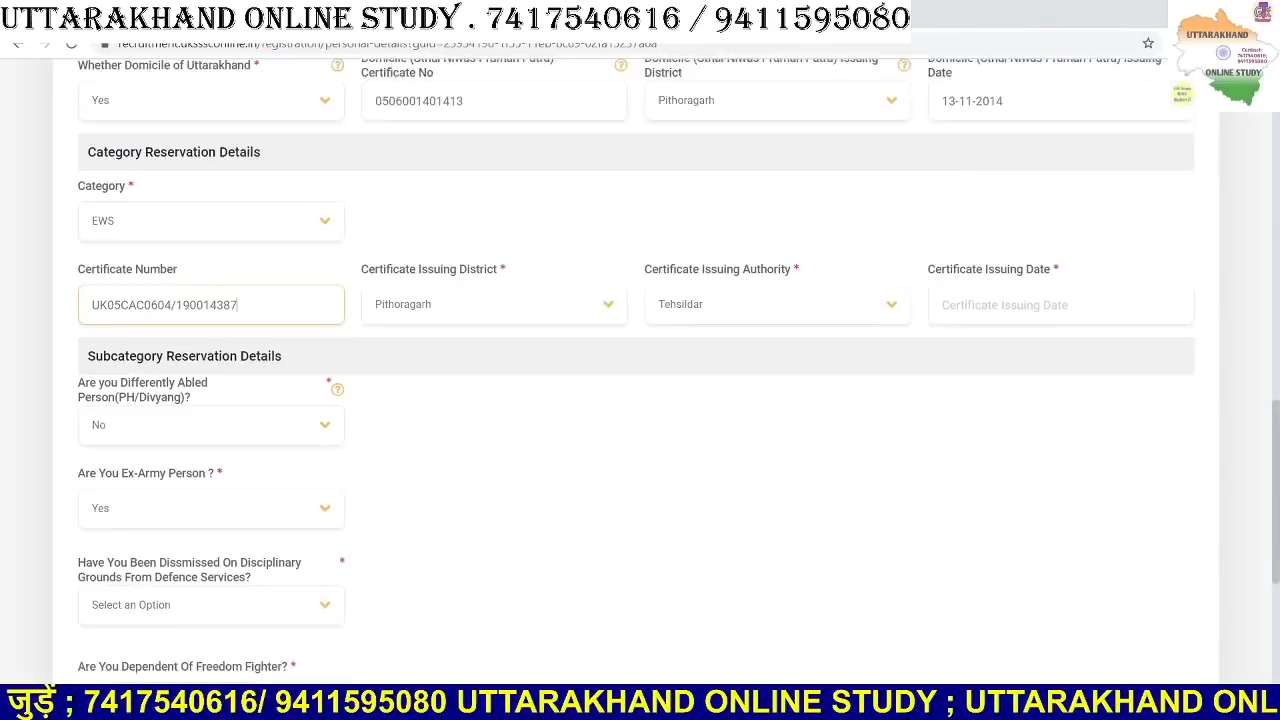 UTTARAKHAND ONLINE STUDY . 7417540616 / 9411595080
UTTARAKHAND
ONLINE STUDY
Whether Domicile of Uttarakhand *
Certificate No
District
Date
Yes
0506001401413
Pithoragarh
13-11-2014
Category Reservation Details
Category *
EWS
Certificate Number
Certificate Issuing District *
Certificate Issuing Authority *
Certificate Issuing Date *
UK05CAC0604/190014387
Pithoragarh
Tehsildar
Certificate Issuing Date
Subcategory Reservation Details
Are you Differently Abled *
Person(PH/Divyang)?
No
Are You Ex-Army Person ? *
Yes
Have You Been Dissmissed On Disciplinary *
Grounds From Defence Services?
Select an Option
Are You Dependent Of Freedom Fighter? *
जुड़ें ; 7417540616/ 9411595080 UTTARAKHAND ONLINE STUDY ; UTTARAKHAND ONL